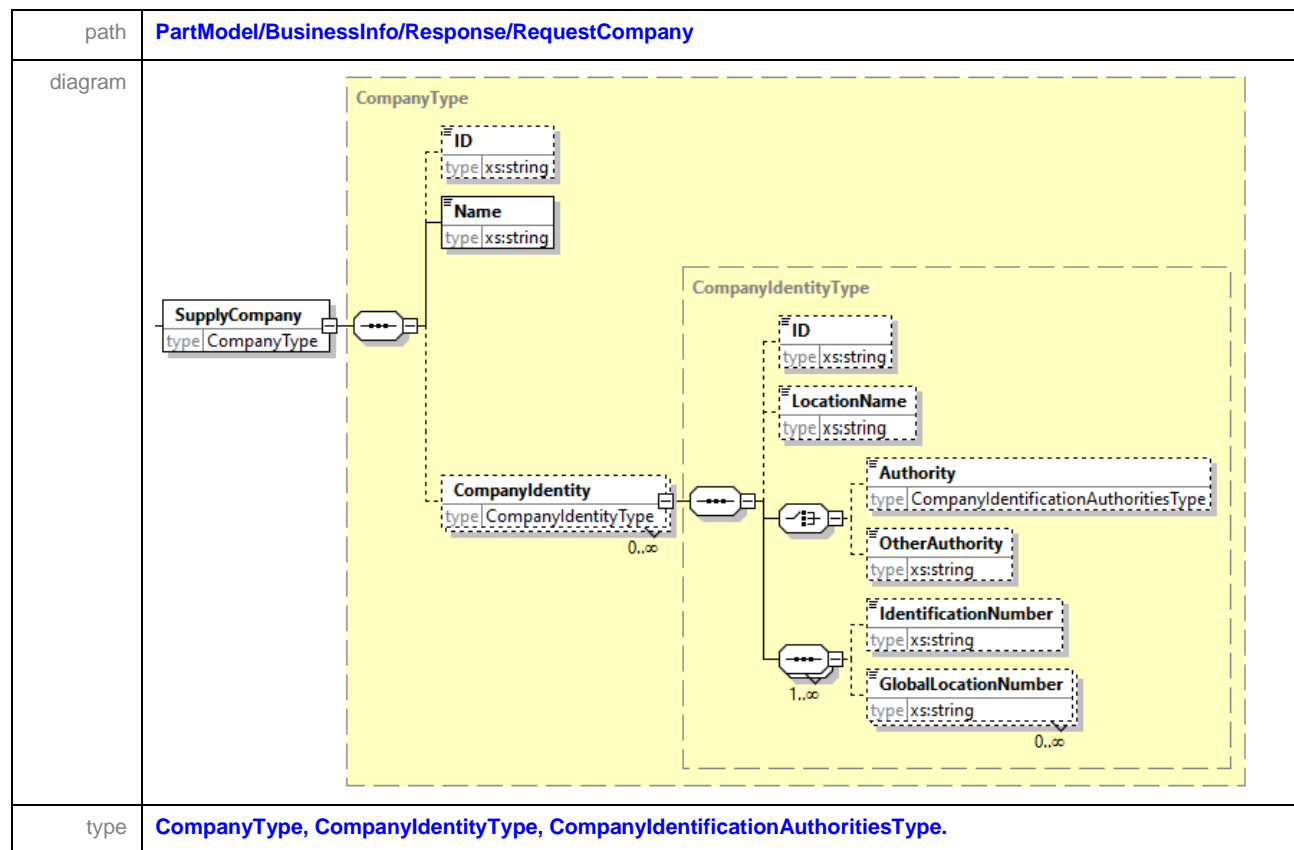 path
PartModel/BusinessInfo/Response/RequestCompany
diagram
CompanyType
ID
type xs:string
Name
type xs:string
SupplyCompany
type CompanyType
CompanyIdentity
type CompanyIdentityType
0..∞
CompanyIdentityType
ID
type xs:string
LocationName
type xs:string
Authority
type CompanyIdentificationAuthoritiesType
OtherAuthority
type xs:string
IdentificationNumber
type xs:string
1..∞
GlobalLocationNumber
type xs:string
0..∞
type
CompanyType, CompanyIdentityType, CompanyIdentificationAuthoritiesType.